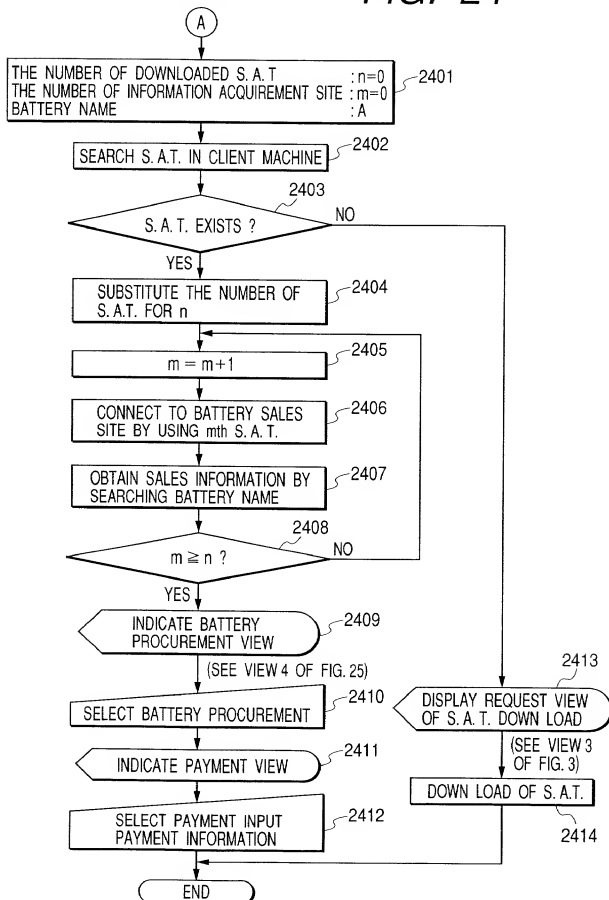 FIG. 24
A
THE NUMBER OF DOWNLOADED S.A.T :n=0
THE NUMBER OF INFORMATION ACQUIREMENT SITE :m=0
BATTERY NAME :A
2401
SEARCH S.A.T. IN CLIENT MACHINE
2402
2403
S.A.T. EXISTS ?
NO
YES
SUBSTITUTE THE NUMBER OF
S.A.T. FOR n
2404
m = m+1
2405
CONNECT TO BATTERY SALES
SITE BY USING mth S.A.T.
2406
OBTAIN SALES INFORMATION BY
SEARCHING BATTERY NAME
2407
2408
m ≧ n ?
NO
YES
INDICATE BATTERY
PROCUREMENT VIEW
2409
(SEE VIEW 4 OF FIG. 25)
SELECT BATTERY PROCUREMENT
2410
INDICATE PAYMENT VIEW
2411
SELECT PAYMENT INPUT
PAYMENT INFORMATION
2412
2413
DISPLAY REQUEST VIEW
OF S.A.T. DOWN LOAD
(SEE VIEW 3
OF FIG. 3)
DOWN LOAD OF S.A.T.
2414
END